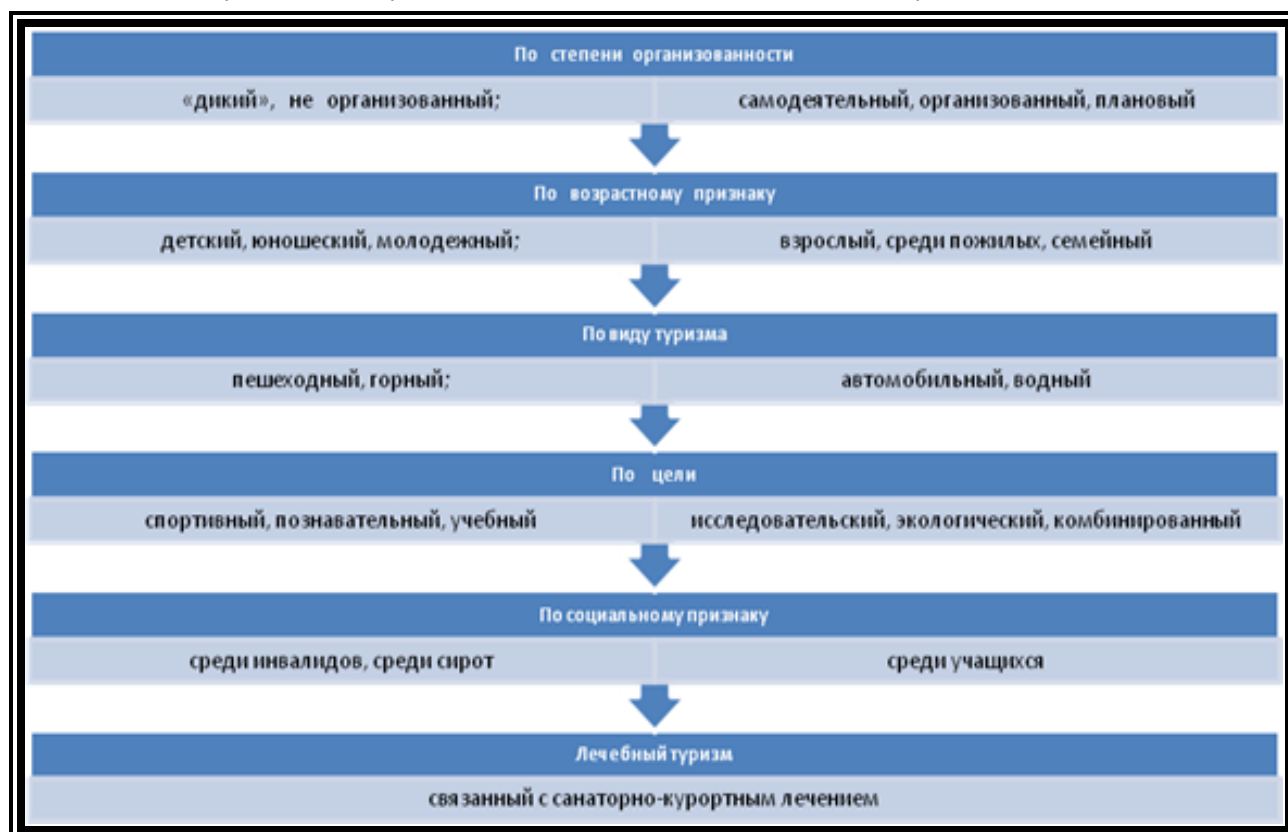 По степени организованности
«дикий», не организованный; самодеятельный, организованный, плановый
По возрастному признаку
детский, юношеский, молодежный; взрослый, среди пожилых, семейный
По виду туризма
пешеходный, горный; автомобильный, водный
По цели
спортивный, познавательный, учебный исследовательский, экологический, комбинированный
По социальному признаку
среди инвалидов, среди сирот среди учащихся
Лечебный туризм
связанный с санаторно-курортным лечением